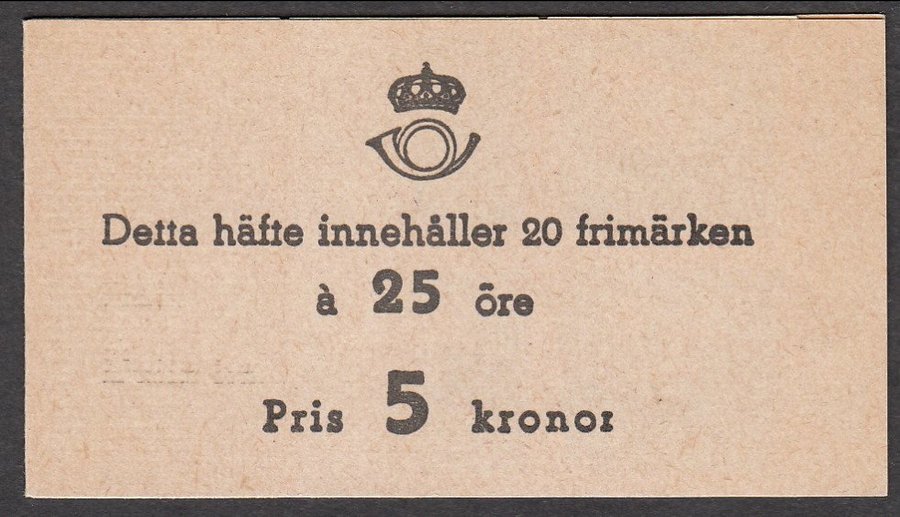 Detta häfte innehåller 20 frimärken
à 25 öre
Pris 5 kronor